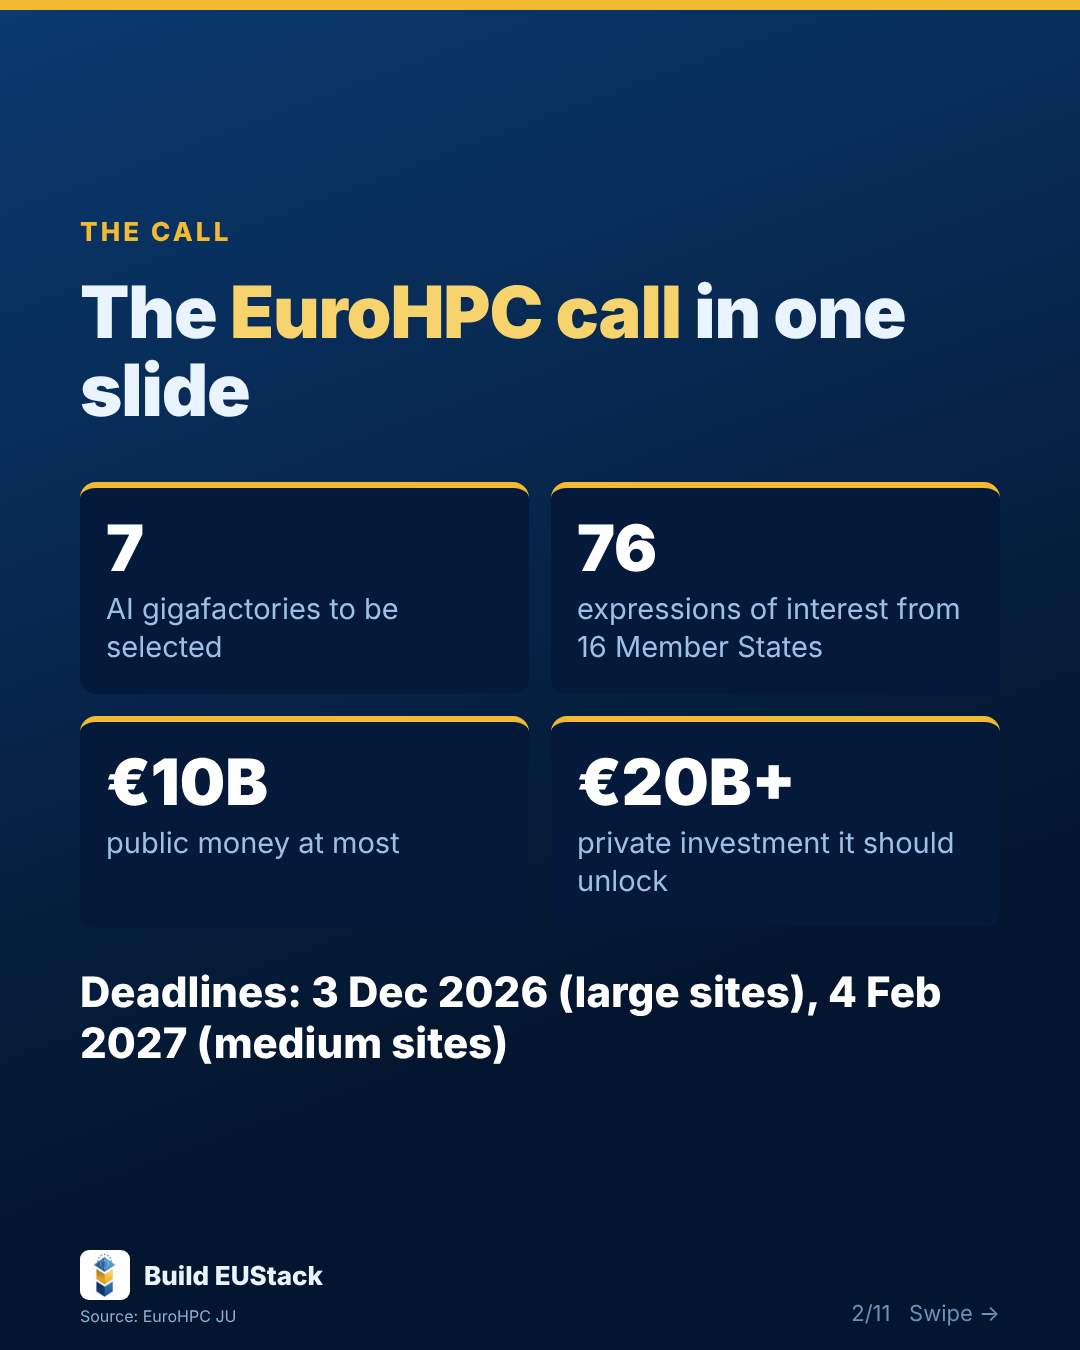 THE CALL
The EuroHPC call in one
slide
7
AI gigafactories to be
selected
76
expressions of interest from
16 Member States
€10B
public money at most
€20B+
private investment it should
unlock
Deadlines: 3 Dec 2026 (large sites), 4 Feb
2027 (medium sites)
Build EUStack
Source: EuroHPC JU
2/11 Swipe →